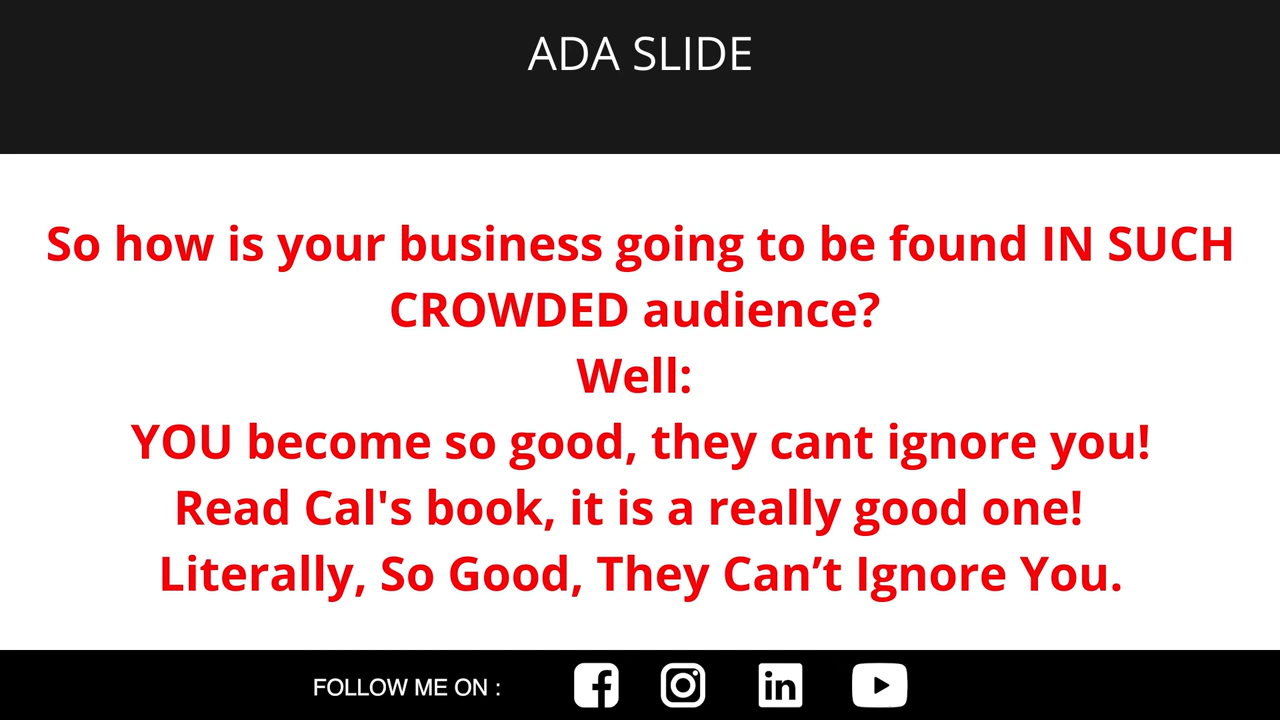 ADA SLIDE
So how is your business going to be found IN SUCH
CROWDED audience?
Well:
YOU become so good, they cant ignore you!
Read Cal's book, it is a really good one!
Literally, So Good, They Can’t Ignore You.
FOLLOW ME ON :